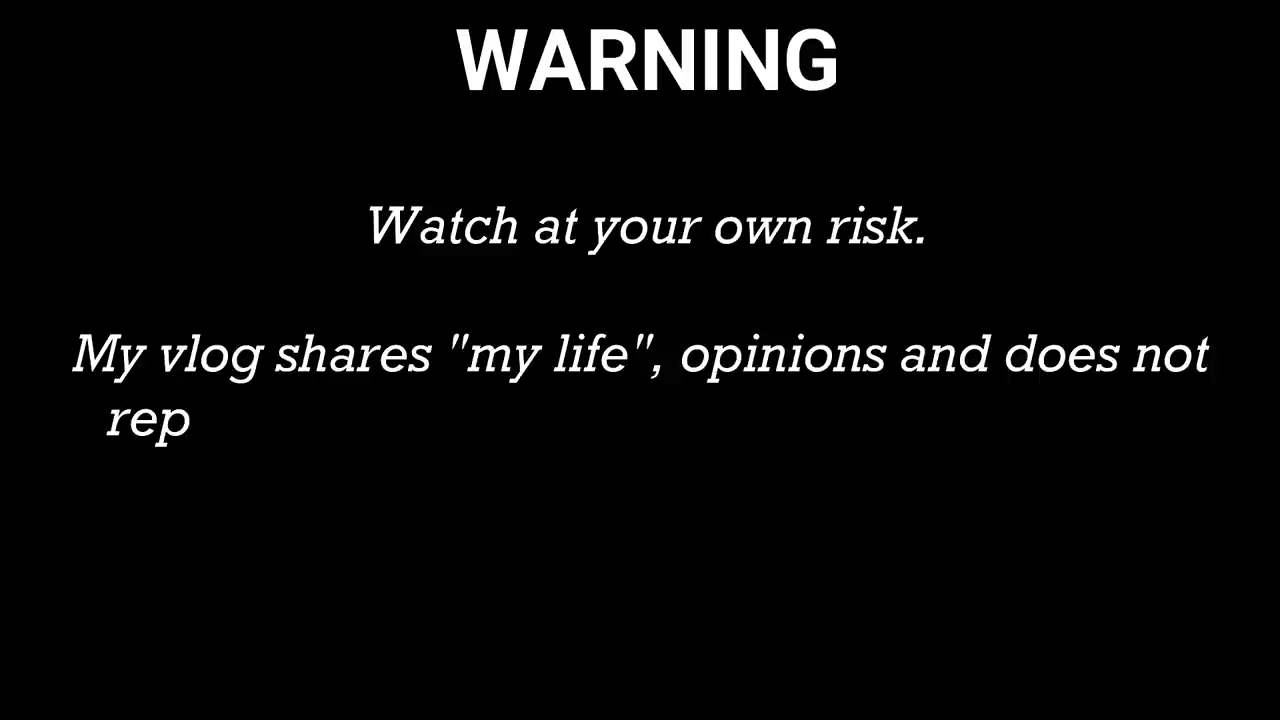 WARNING
Watch at your own risk.
My vlog shares "my life", opinions and does not
rep